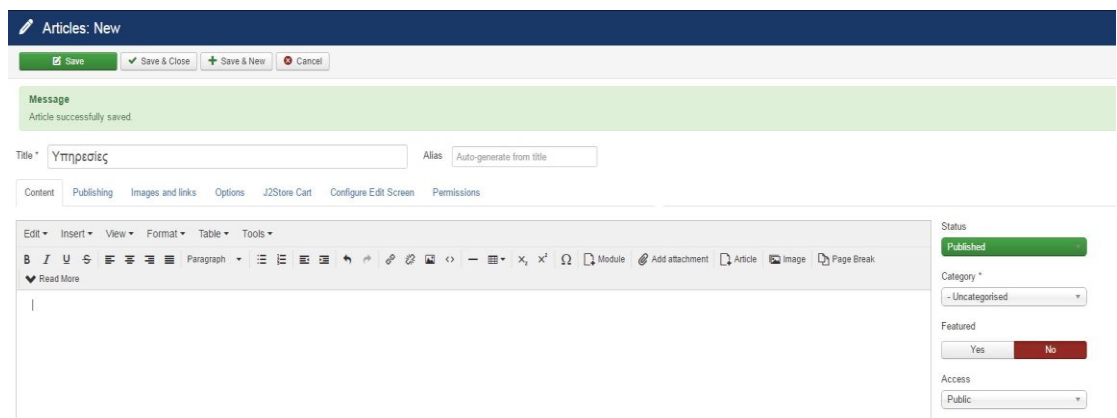 Articles: New
Save Save & Close Save & New Cancel
Message
Article successfully saved.
Title * Υπηρεσίες Alias Auto-generate from title
Content Publishing Images and links Options J2Store Cart Configure Edit Screen Permissions
Status
Edit Insert View Format Table Tools
Published
B I U S Paragraph Ω Module Add attachment Article Image Page Break
Read More
Category *
- Uncategorised
Featured
Yes No
Access
Public